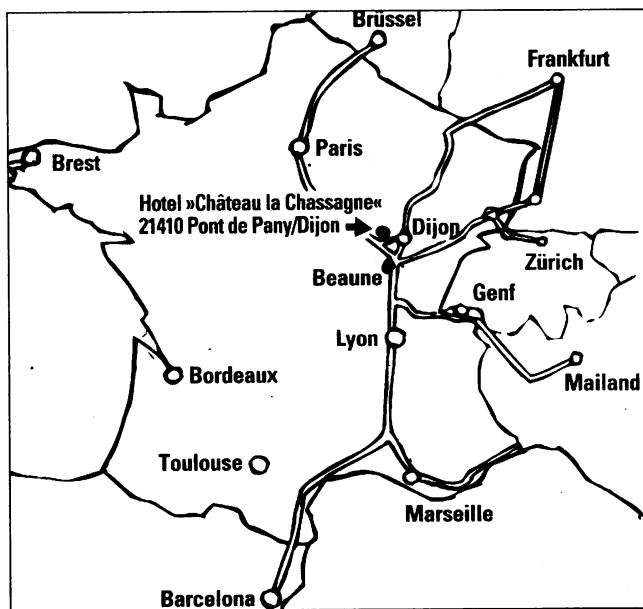 Brüssel
Frankfurt
Paris
Brest
Hotel »Château la Chassagne«
21410 Pont de Pany/Dijon
Dijon
Zürich
Beaune
Genf
Lyon
Mailand
Bordeaux
Toulouse
Marseille
Barcelona